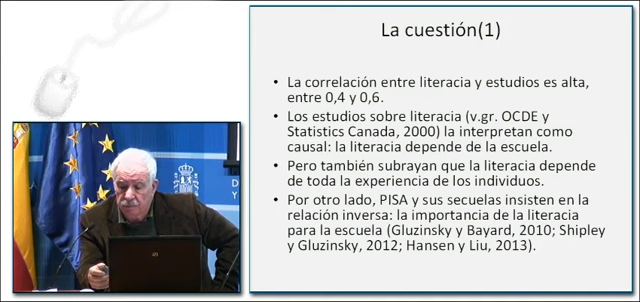 La cuestión(1)
• La correlación entre literacia y estudios es alta,
entre 0,4 y 0,6.
• Los estudios sobre literacia (v.gr. OCDE y
Statistics Canada, 2000) la interpretan como
causal: la literacia depende de la escuela.
• Pero también subrayan que la literacia depende
de toda la experiencia de los individuos.
• Por otro lado, PISA y sus secuelas insisten en la
relación inversa: la importancia de la literacia
para la escuela (Gluzinsky y Bayard, 2010; Shipley
y Gluzinsky, 2012; Hansen y Liu, 2013).